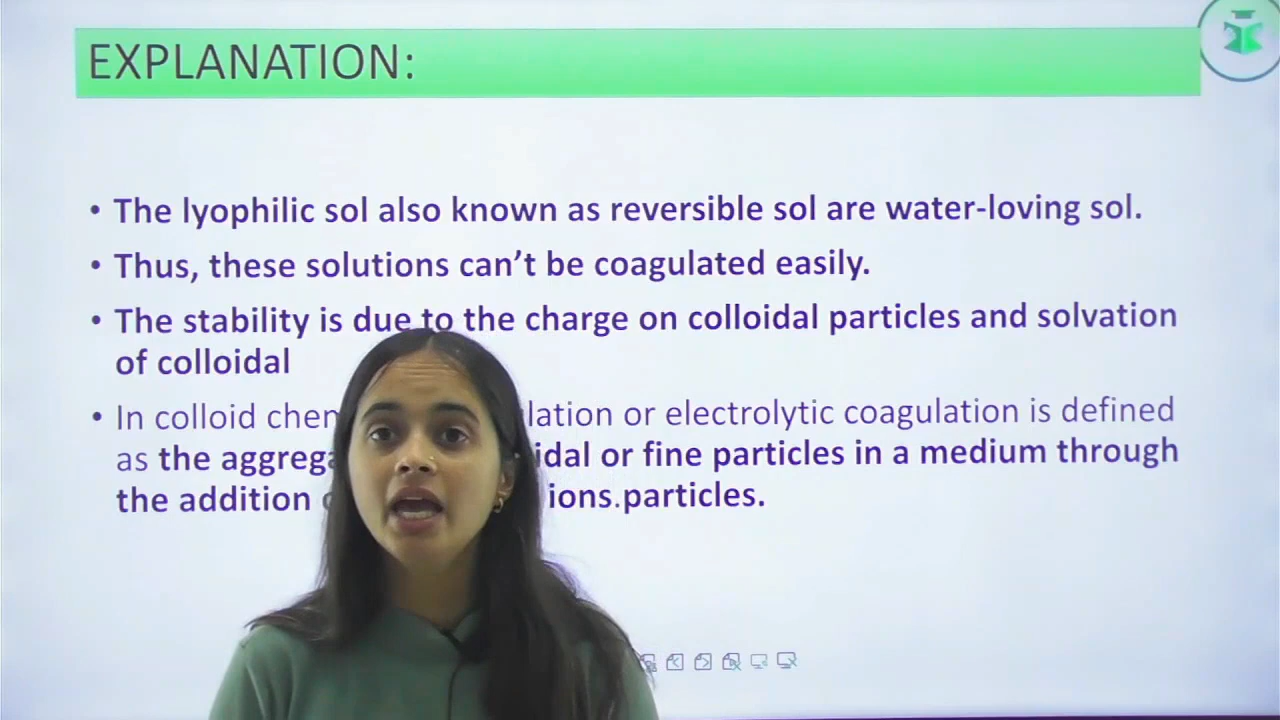 EXPLANATION:
• The lyophilic sol also known as reversible sol are water-loving sol.
• Thus, these solutions can't be coagulated easily.
• The stability is due to the charge on colloidal particles and solvation
of colloidal
• In colloid chem lation or electrolytic coagulation is defined
as the aggrega idal or fine particles in a medium through
the addition ions.particles.